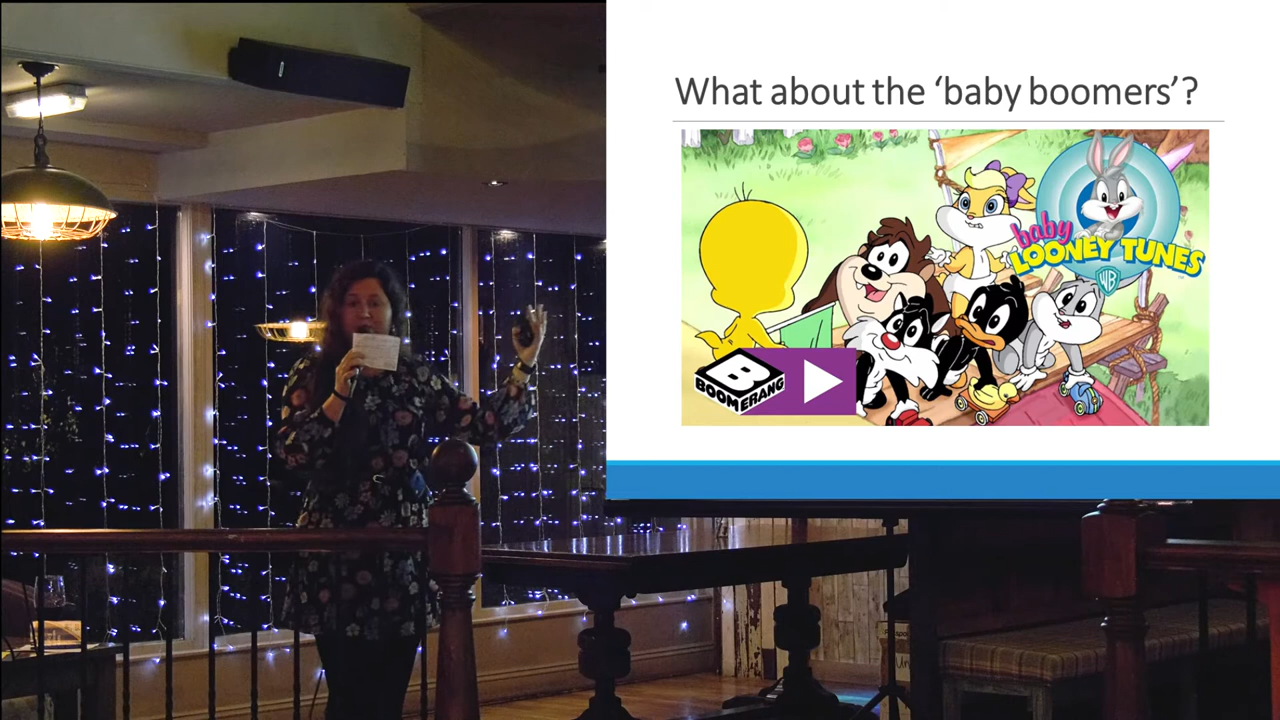 What about the ‘baby boomers’?
baby
LOONEY TUNES
WB
B
BOOMERANG